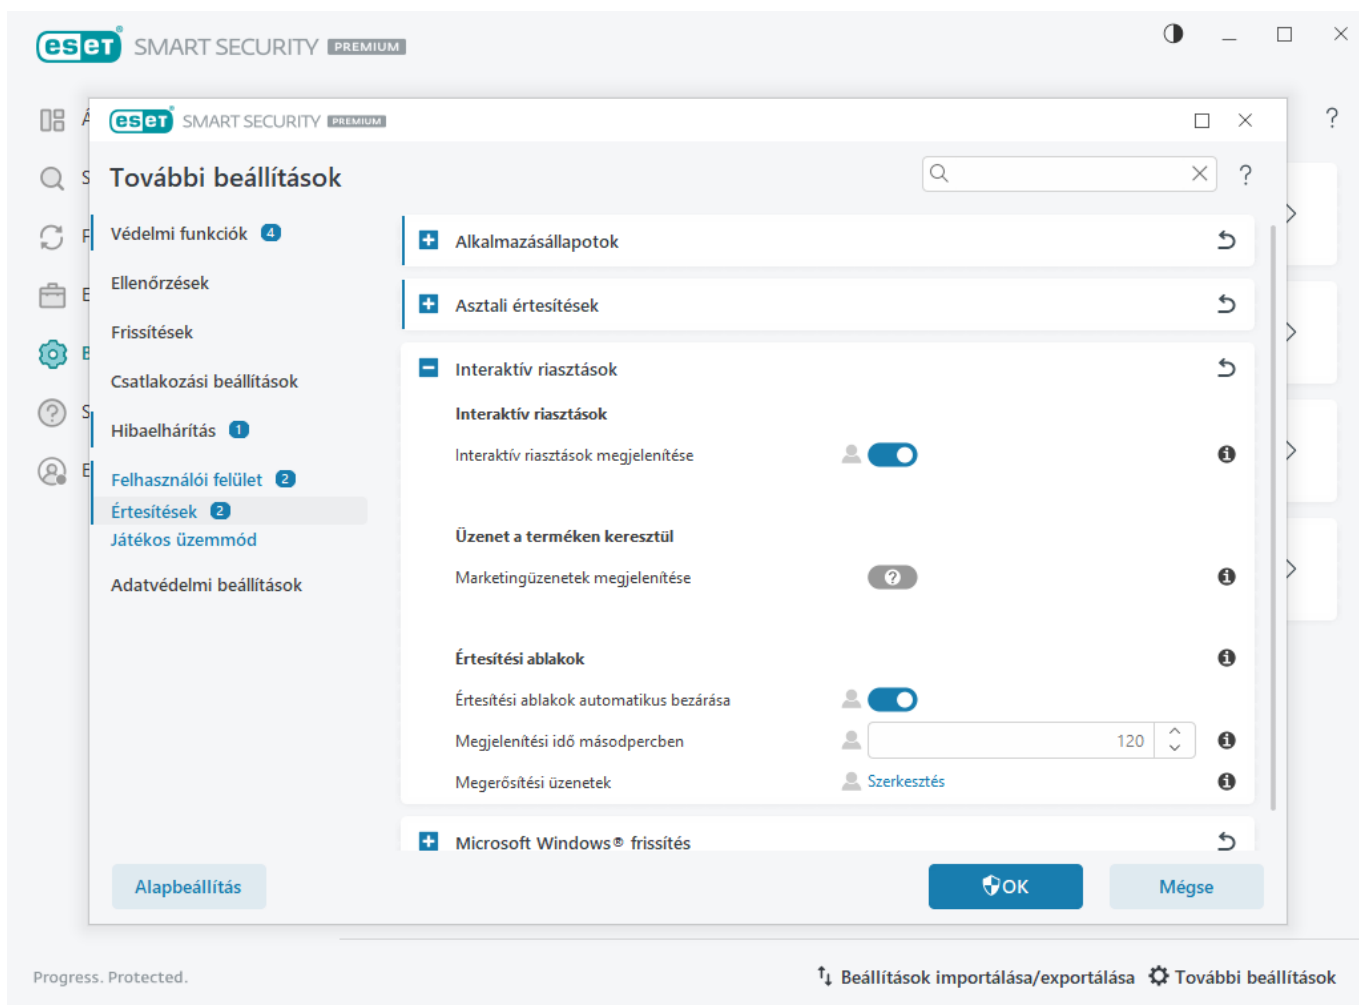 eseT SMART SECURITY PREMIUM
eseT SMART SECURITY PREMIUM
További beállítások
?
?
Védelmi funkciók 4
Ellenőrzések
Frissítések
Csatlakozási beállítások
Hibaelhárítás 1
Felhasználói felület 2
Értesítések 2
Játékos üzemmód
Adatvédelmi beállítások
Alkalmazásállapotok
Asztali értesítések
Interaktív riasztások
Interaktív riasztások
Interaktív riasztások megjelenítése
Üzenet a terméken keresztül
Marketingüzenetek megjelenítése
Értesítési ablakok
Értesítési ablakok automatikus bezárása
Megjelenítési idő másodpercben 120
Megerősítési üzenetek Szerkesztés
Microsoft Windows® frissítés
Alapbeállítás
OK
Mégse
Progress. Protected.
Beállítások importálása/exportálása
További beállítások